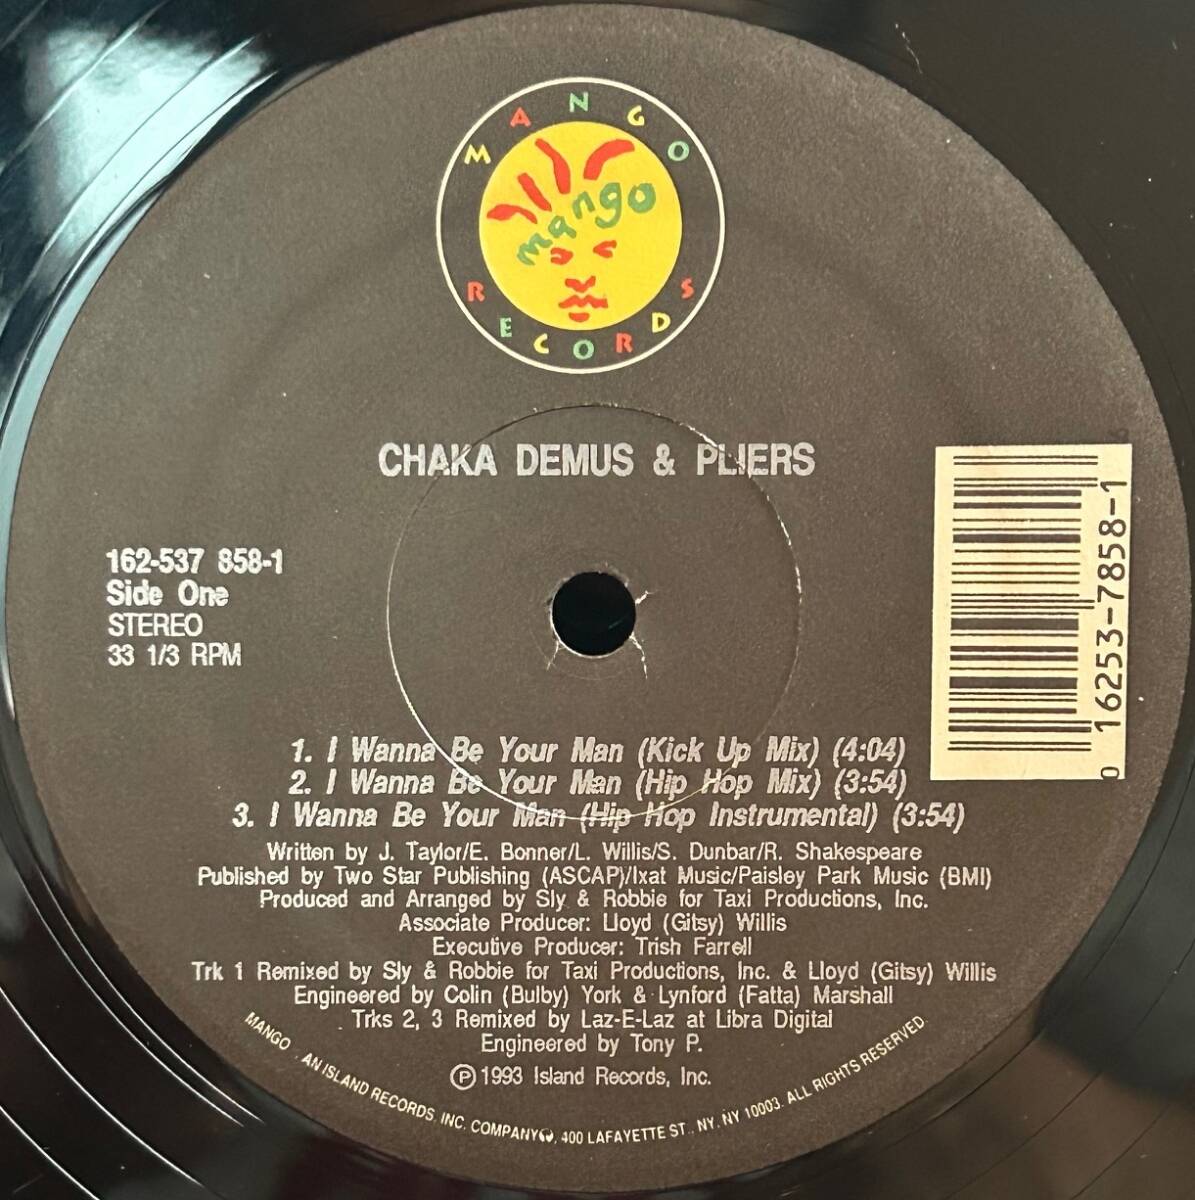 MANGO RECORDS
mango
CHAKA DEMUS & PLIERS
162-537 858-1
Side One
STEREO
33 1/3 RPM
0 16253-7858-1 6
1. I Wanna Be Your Man (Kick Up Mix) (4:04)
2. I Wanna Be Your Man (Hip Hop Mix) (3:54)
3. I Wanna Be Your Man (Hip Hop Instrumental) (3:54)
Written by J. Taylor/E. Bonner/L. Willis/S. Dunbar/R. Shakespeare
Published by Two Star Publishing (ASCAP)/Ixat Music/Paisley Park Music (BMI)
Produced and Arranged by Sly & Robbie for Taxi Productions, Inc.
Associate Producer: Lloyd (Gitsy) Willis
Executive Producer: Trish Farrell
Trk 1 Remixed by Sly & Robbie for Taxi Productions, Inc. & Lloyd (Gitsy) Willis
Engineered by Colin (Bulby) York & Lynford (Fatta) Marshall
Trks 2, 3 Remixed by Laz-E-Laz at Libra Digital
Engineered by Tony P.
℗ 1993 Island Records, Inc.
MANGO . AN ISLAND RECORDS, INC. COMPANY, 400 LAFAYETTE ST., NY, NY 10003. ALL RIGHTS RESERVED.